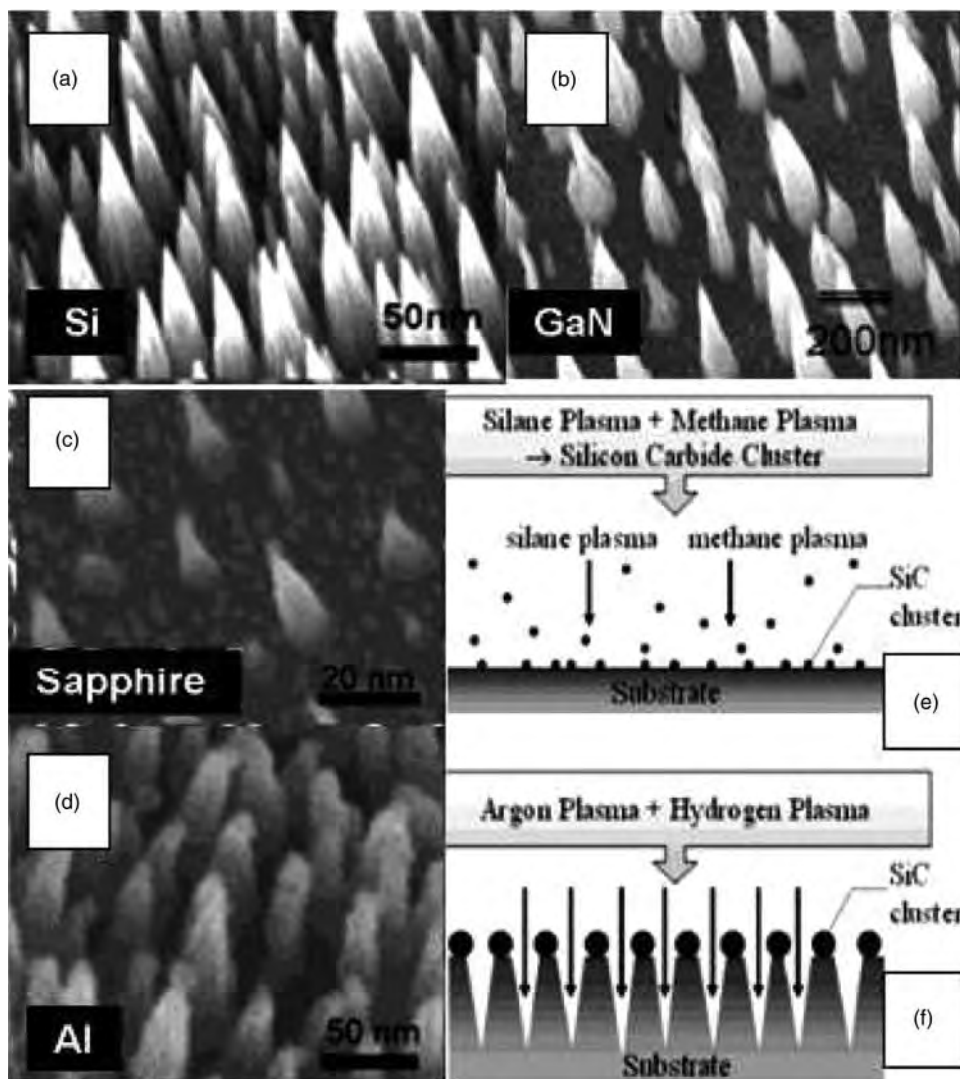 (a)
Si
50nm
(b)
GaN
200nm
(c)
Sapphire
20 nm
Silane Plasma + Methane Plasma
→ Silicon Carbide Cluster
silane plasma methane plasma
SiC
cluster
Substrate
(e)
(d)
Al
50 nm
Argon Plasma + Hydrogen Plasma
SiC
cluster
(f)
Substrate